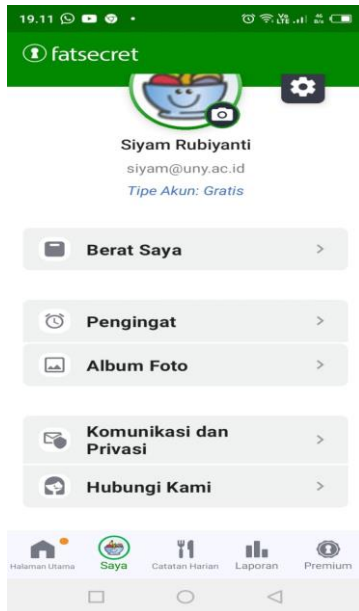 19.11
fatsecret
Siyam Rubiyanti
siyam@uny.ac.id
Tipe Akun: Gratis
Berat Saya
Pengingat
Album Foto
Komunikasi dan
Privasi
Hubungi Kami
Halaman Utama Saya Catatan Harian Laporan Premium